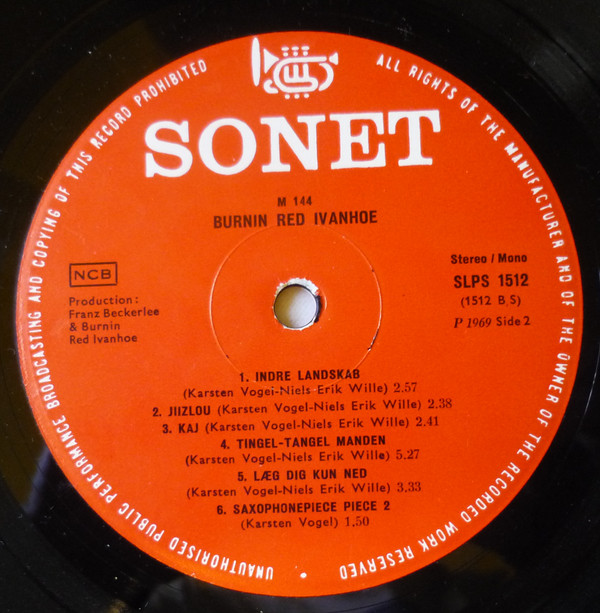 UNAUTHORISED PUBLIC PERFORMANCE BROADCASTING AND COPYING OF THIS RECORD PROHIBITED
ALL RIGHTS OF THE MANUFACTURER AND OF THE OWNER OF THE RECORDED WORK RESERVED
SONET
M 144
BURNIN RED IVANHOE
NCB
Production:
Franz Beckerlee
& Burnin
Red Ivanhoe
Stereo / Mono
SLPS 1512
(1512 B S)
P 1969 Side 2
1. INDRE LANDSKAB
(Karsten Vogel-Niels Erik Wille) 2.57
2. JIIZLOU (Karsten Vogel-Niels Erik Wille) 2.38
3. KAJ (Karsten Vogel-Niels Erik Wille) 2.41
4. TINGEL-TANGEL MANDEN
(Karsten Vogel-Niels Erik Wille) 5.27
5. LÆG DIG KUN NED
(Karsten Vogel-Niels Erik Wille) 3,33
6. SAXOPHONEPIECE PIECE 2
(Karsten Vogel) 1.50